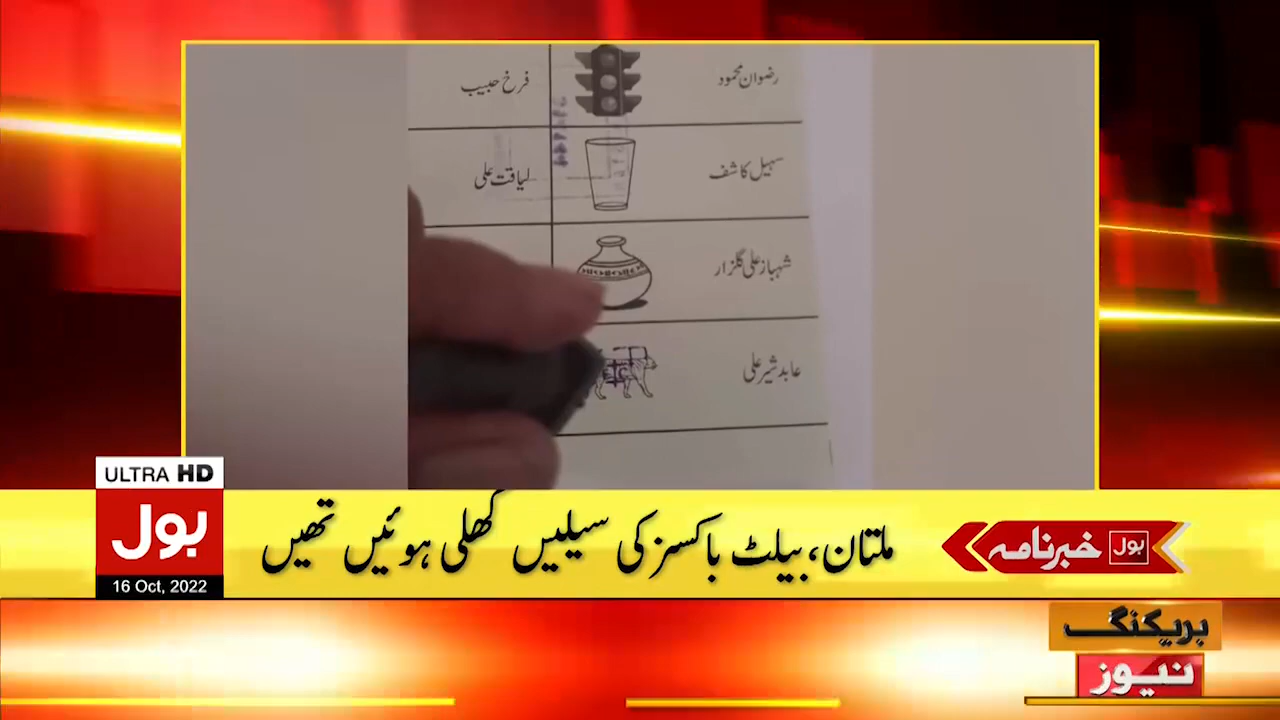 رضوان محمود
فرخ حبیب
سہیل کاشف
لیاقت علی
شہباز علی گلزار
عابد شیر علی
ULTRA HD
بول
16 Oct, 2022
بول خبرنامہ
ملتان، بیلٹ باکسز کی سیلیں کھلی ہوئیں تھیں
بریکنگ
نیوز